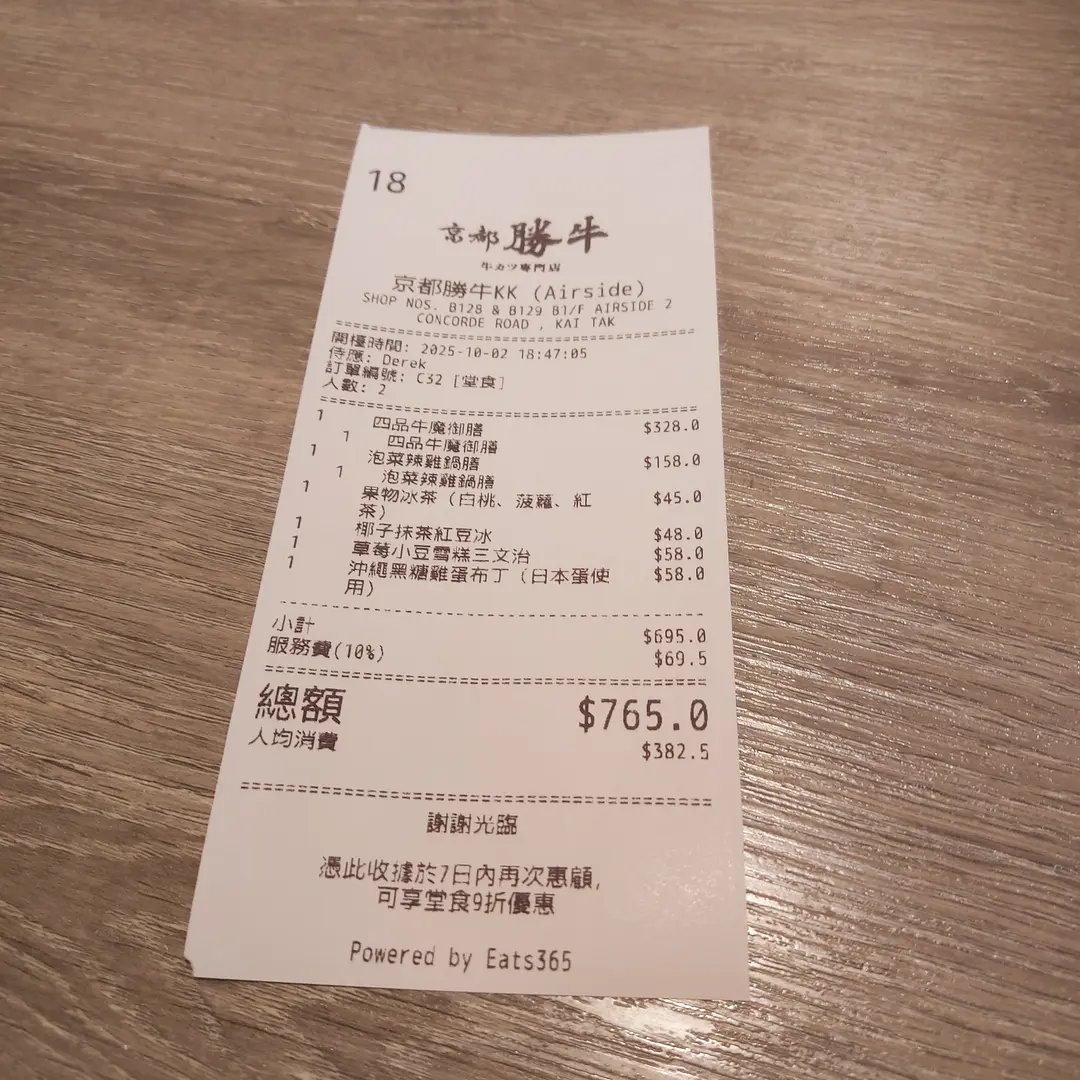 18
京都勝牛
牛カツ専門店
京都勝牛KK (Airside)
SHOP NOS. B128 & B129 B1/F AIRSIDE 2
CONCORDE ROAD , KAI TAK
開檯時間: 2025-10-02 18:47:05
侍應: Derek
訂單編號: C32 [堂食]
人數: 2
1 四品牛魔御膳 $328.0
1 四品牛魔御膳
1 泡菜辣雞鍋膳 $158.0
1 泡菜辣雞鍋膳
1 果物冰茶（白桃、菠蘿、紅 $45.0
茶）
1 椰子抹茶紅豆冰 $48.0
1 草莓小豆雪糕三文治 $58.0
1 沖繩黑糖雞蛋布丁（日本蛋使 $58.0
用）
小計 $695.0
服務費(10%) $69.5
總額 $765.0
人均消費 $382.5
謝謝光臨
憑此收據於7日內再次惠顧,
可享堂食9折優惠
Powered by Eats365